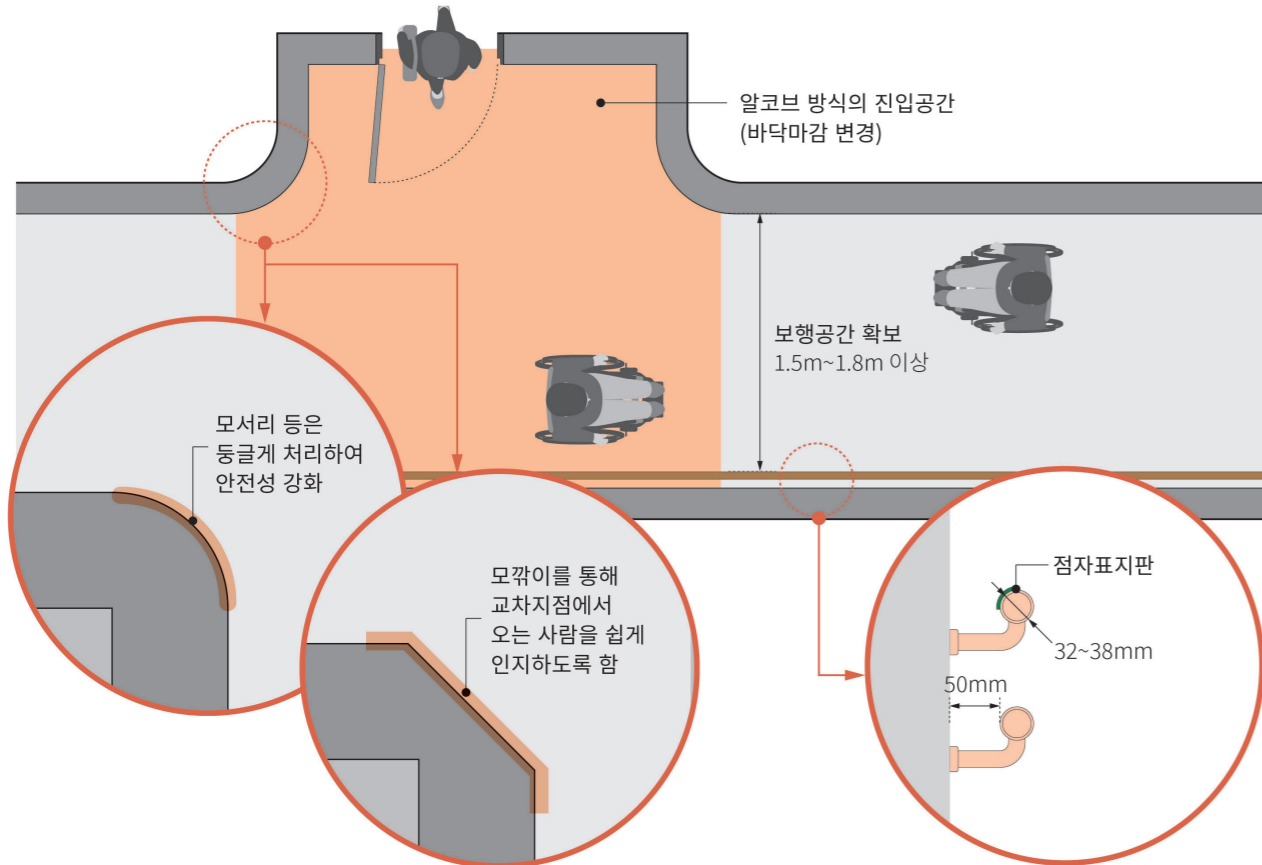 알코브 방식의 진입공간
(바닥마감 변경)
보행공간 확보
1.5m~1.8m 이상
모서리 등은
둥글게 처리하여
안전성 강화
모깎이를 통해
교차지점에서
오는 사람을 쉽게
인지하도록 함
점자표지판
32~38mm
50mm